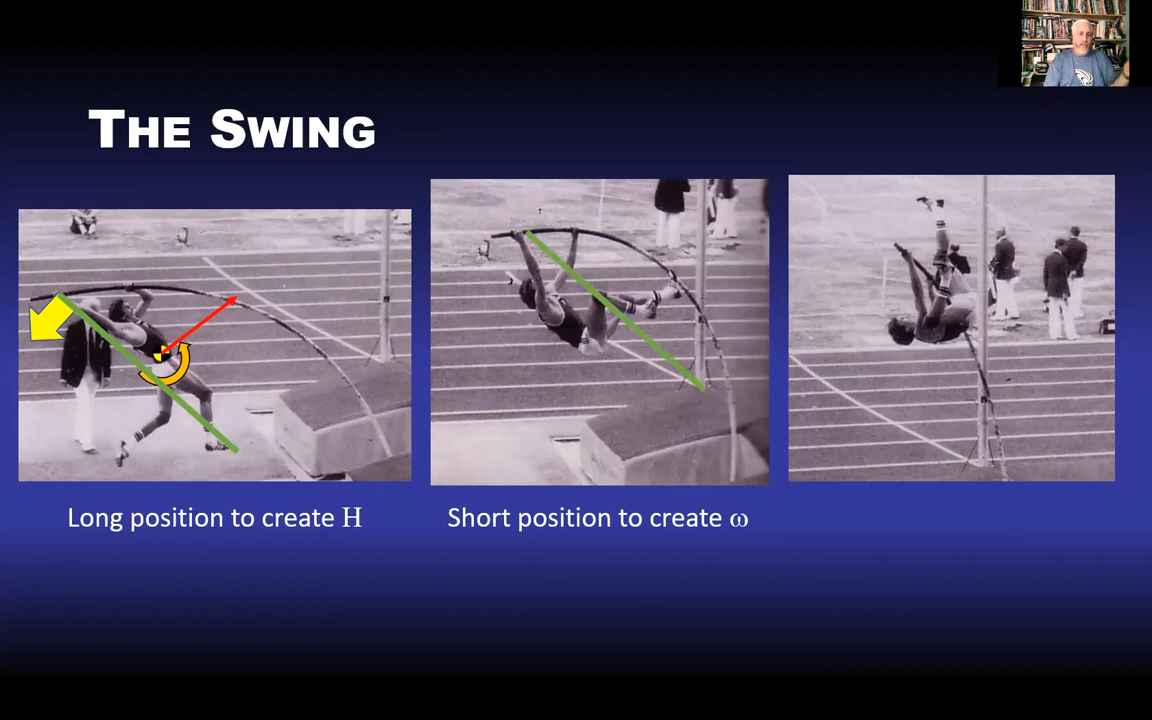 THE SWING
Long position to create H
Short position to create ω